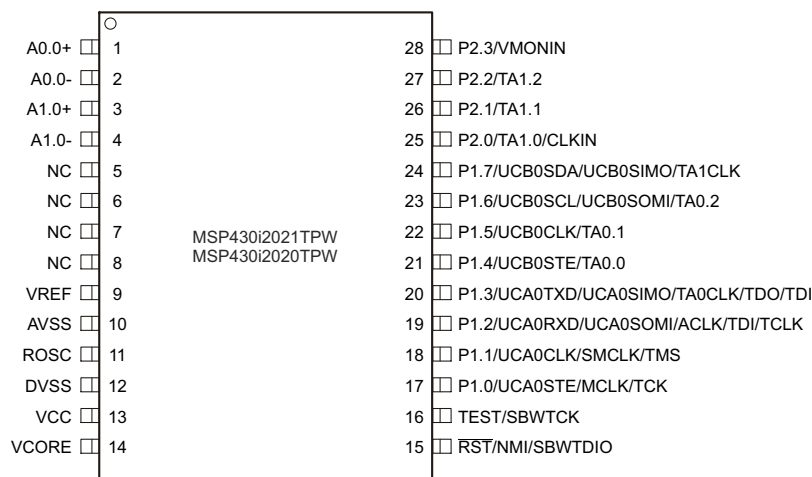 A0.0+ 1 28 P2.3/VMONIN
A0.0- 2 27 P2.2/TA1.2
A1.0+ 3 26 P2.1/TA1.1
A1.0- 4 25 P2.0/TA1.0/CLKIN
NC 5 24 P1.7/UCB0SDA/UCB0SIMO/TA1CLK
NC 6 23 P1.6/UCB0SCL/UCB0SOMI/TA0.2
NC 7 22 P1.5/UCB0CLK/TA0.1
MSP430i2021TPW
MSP430i2020TPW
NC 8 21 P1.4/UCB0STE/TA0.0
VREF 9 20 P1.3/UCA0TXD/UCA0SIMO/TA0CLK/TDO/TDI
AVSS 10 19 P1.2/UCA0RXD/UCA0SOMI/ACLK/TDI/TCLK
ROSC 11 18 P1.1/UCA0CLK/SMCLK/TMS
DVSS 12 17 P1.0/UCA0STE/MCLK/TCK
VCC 13 16 TEST/SBWTCK
VCORE 14 15 RST/NMI/SBWTDIO